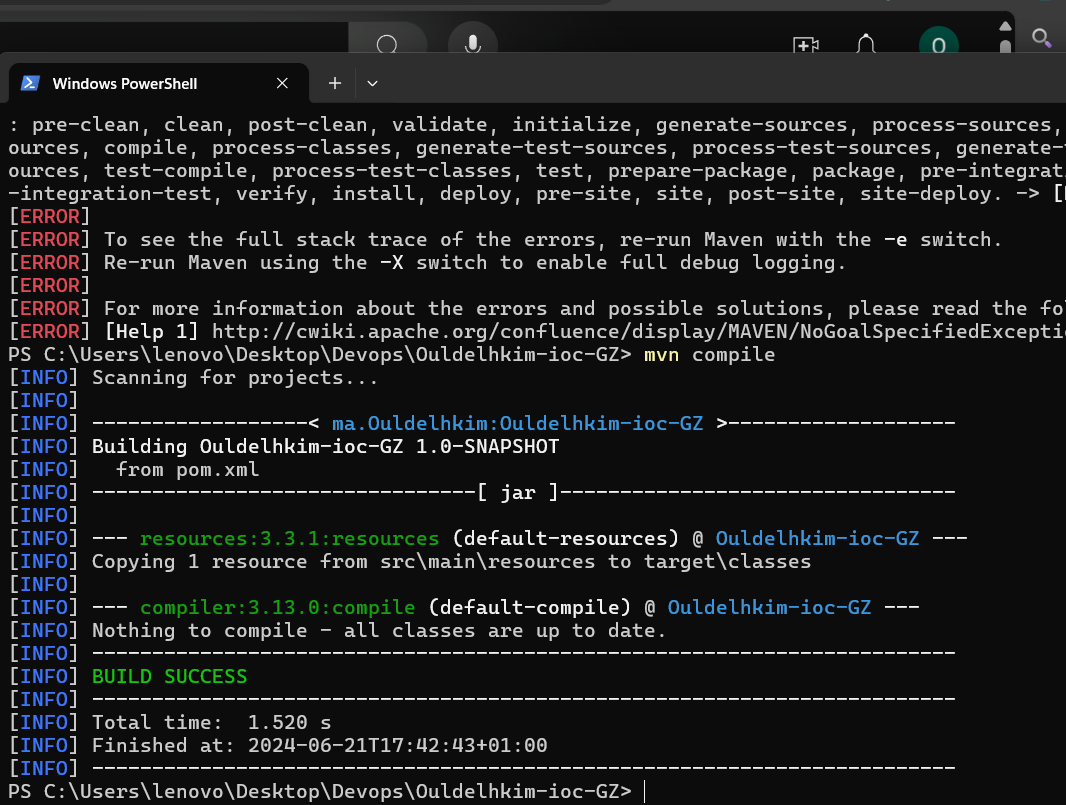 O
Windows PowerShell
: pre-clean, clean, post-clean, validate, initialize, generate-sources, process-sources,
ources, compile, process-classes, generate-test-sources, process-test-sources, generate-
ources, test-compile, process-test-classes, test, prepare-package, package, pre-integrat
-integration-test, verify, install, deploy, pre-site, site, post-site, site-deploy. -> [
[ERROR]
[ERROR] To see the full stack trace of the errors, re-run Maven with the -e switch.
[ERROR] Re-run Maven using the -X switch to enable full debug logging.
[ERROR]
[ERROR] For more information about the errors and possible solutions, please read the fo
[ERROR] [Help 1] http://cwiki.apache.org/confluence/display/MAVEN/NoGoalSpecifiedExcepti
PS C:\Users\lenovo\Desktop\Devops\Ouldelhkim-ioc-GZ> mvn compile
[INFO] Scanning for projects...
[INFO]
[INFO] ------------------< ma.Ouldelhkim:Ouldelhkim-ioc-GZ >-------------------
[INFO] Building Ouldelhkim-ioc-GZ 1.0-SNAPSHOT
[INFO]   from pom.xml
[INFO] --------------------------------[ jar ]---------------------------------
[INFO]
[INFO] --- resources:3.3.1:resources (default-resources) @ Ouldelhkim-ioc-GZ ---
[INFO] Copying 1 resource from src\main\resources to target\classes
[INFO]
[INFO] --- compiler:3.13.0:compile (default-compile) @ Ouldelhkim-ioc-GZ ---
[INFO] Nothing to compile - all classes are up to date.
[INFO] ------------------------------------------------------------------------
[INFO] BUILD SUCCESS
[INFO] ------------------------------------------------------------------------
[INFO] Total time:  1.520 s
[INFO] Finished at: 2024-06-21T17:42:43+01:00
[INFO] ------------------------------------------------------------------------
PS C:\Users\lenovo\Desktop\Devops\Ouldelhkim-ioc-GZ>